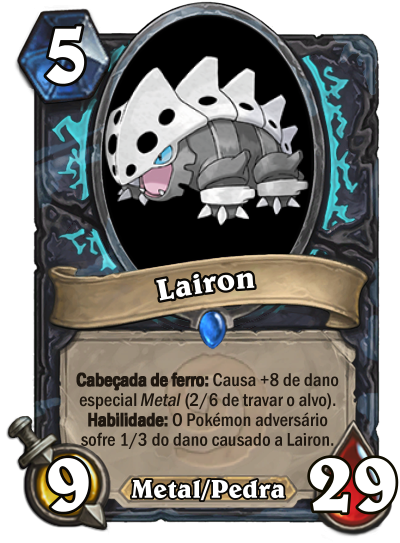 5
Lairon
Cabeçada de ferro: Causa +8 de dano
especial Metal (2/6 de travar o alvo).
Habilidade: O Pokémon adversário
sofre 1/3 do dano causado a Lairon.
9
Metal/Pedra
29